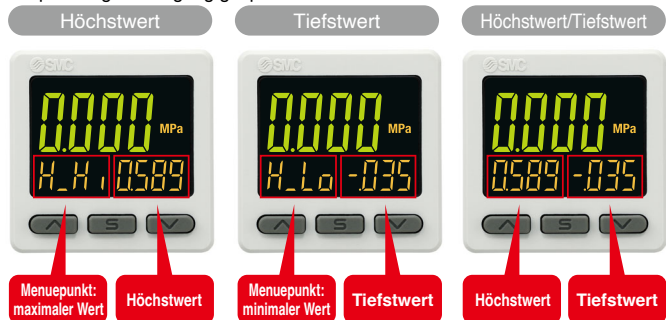 Höchstwert
Tiefstwert
Höchstwert/Tiefstwert
SMC
0.000 MPa
H_Hi 0.589
S
Menuepunkt:
maximaler Wert
Höchstwert
SMC
0.000 MPa
H_Lo -.035
S
Menuepunkt:
minimaler Wert
Tiefstwert
SMC
0.000 MPa
0.589 -.035
S
Höchstwert
Tiefstwert